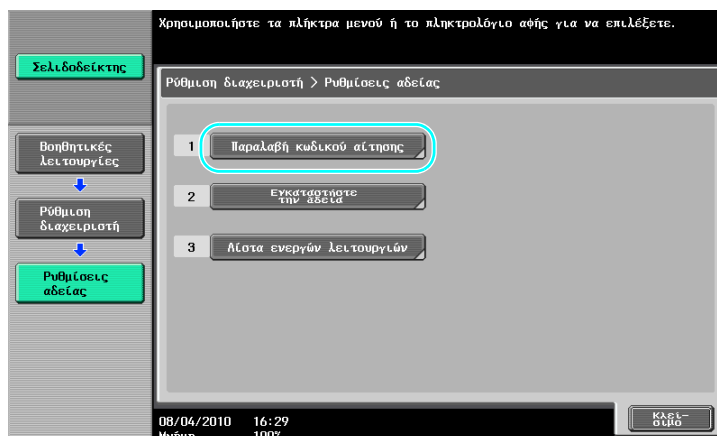 Χρησιμοποιήστε τα πλήκτρα μενού ή το πληκτρολόγιο αφής για να επιλέξετε.
Σελιδοδείκτης
Ρύθμιση διαχειριστή > Ρυθμίσεις αδείας
Βοηθητικές
λειτουργίες
Ρύθμιση
διαχειριστή
Ρυθμίσεις
αδείας
1 Παραλαβή κωδικού αίτησης
2 Εγκαταστήστε
την άδεια
3 Λίστα ενεργών λειτουργιών
Κλεί-
σιμο
08/04/2010 16:29
Μνήμη 100%